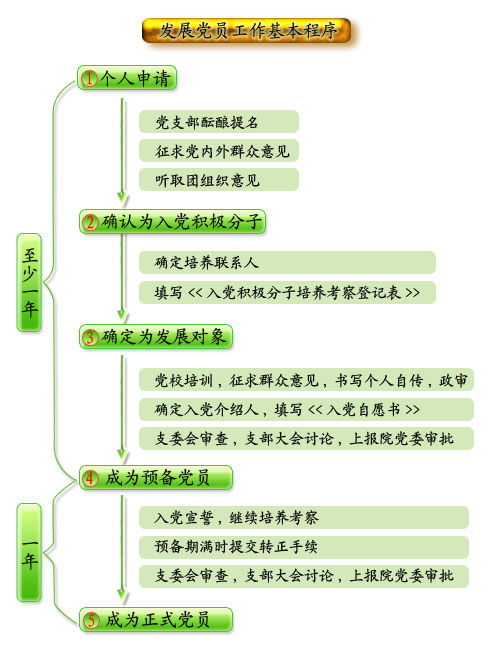 发展党员工作基本程序
① 个人申请
党支部酝酿提名
征求党内外群众意见
听取团组织意见
② 确认为入党积极分子
至少一年
确定培养联系人
填写 << 入党积极分子培养考察登记表 >>
③ 确定为发展对象
党校培训，征求群众意见，书写个人自传，政审
确定入党介绍人，填写 << 入党自愿书 >>
支委会审查，支部大会讨论，上报院党委审批
④ 成为预备党员
一年
入党宣誓，继续培养考察
预备期满时提交转正手续
支委会审查，支部大会讨论，上报院党委审批
⑤ 成为正式党员